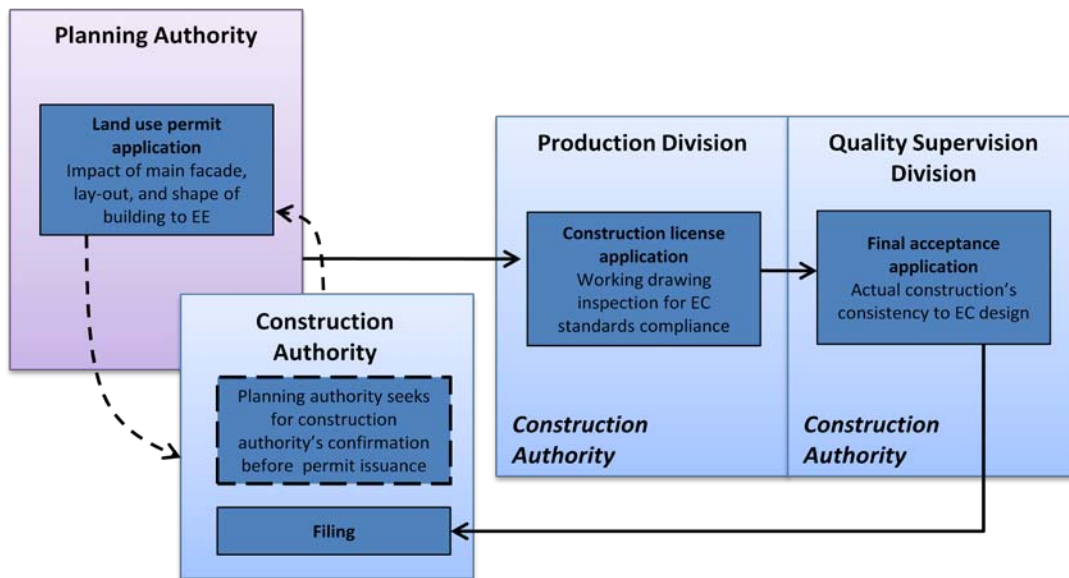 Planning Authority
Land use permit
application
Impact of main facade,
lay-out, and shape of
building to EE
Construction
Authority
Planning authority seeks
for construction
authority's confirmation
before permit issuance
Filing
Production Division
Construction license
application
Working drawing
inspection for EC
standards compliance
Construction
Authority
Quality Supervision
Division
Final acceptance
application
Actual construction's
consistency to EC design
Construction
Authority